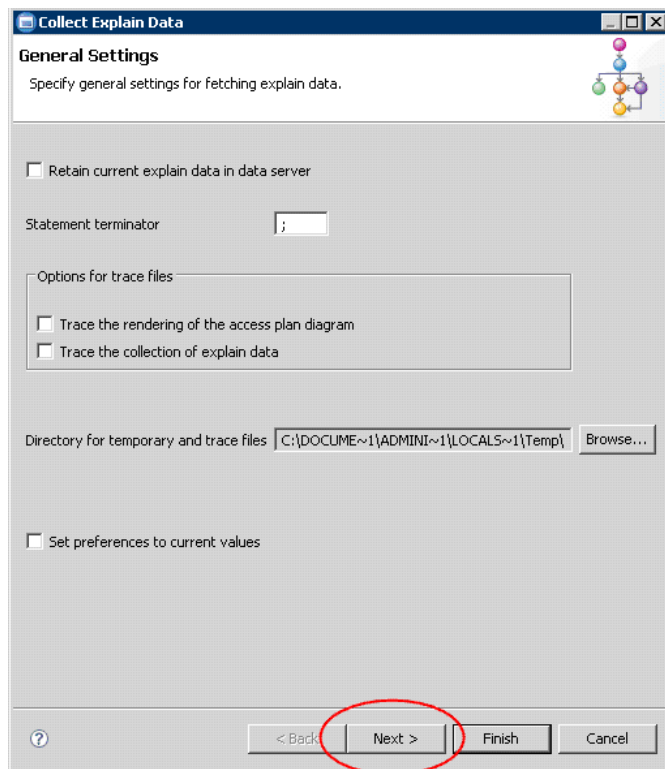 Collect Explain Data
General Settings
Specify general settings for fetching explain data.
Retain current explain data in data server
Statement terminator ;
Options for trace files
Trace the rendering of the access plan diagram
Trace the collection of explain data
Directory for temporary and trace files C:\DOCUME~1\ADMINI~1\LOCALS~1\Temp\ Browse...
Set preferences to current values
? < Back Next > Finish Cancel